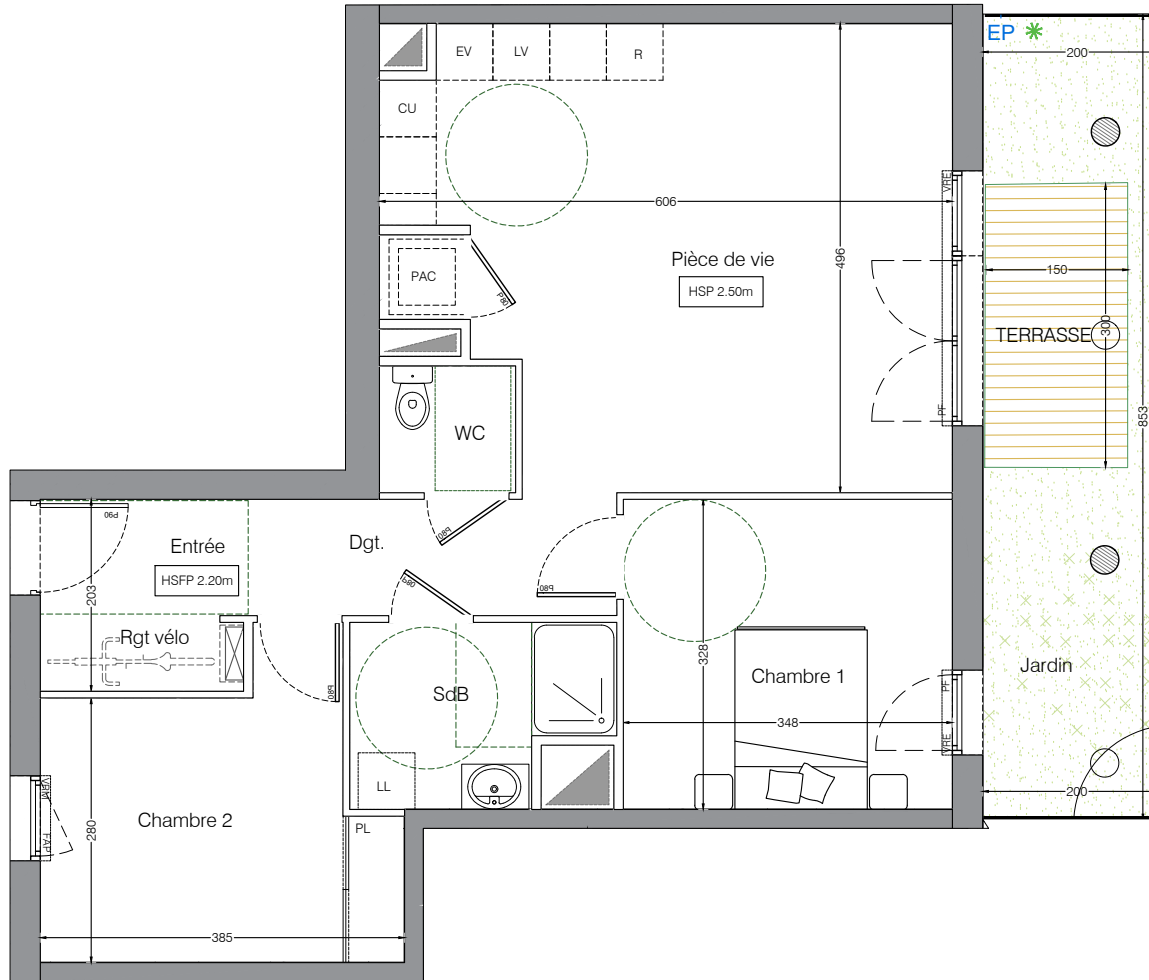 EP
200
EV
LV
R
CU
VRE
606
Pièce de vie
HSP 2.50m
496
PAC
P80
150
TERRASSE
300
853
PF
WC
P80
P90
Entrée
HSFP 2.20m
Dgt.
203
P80
P80
Rgt vélo
P80
SdB
328
Chambre 1
Jardin
PF
348
VRE
LL
200
VRM
FAP
Chambre 2
280
PL
385